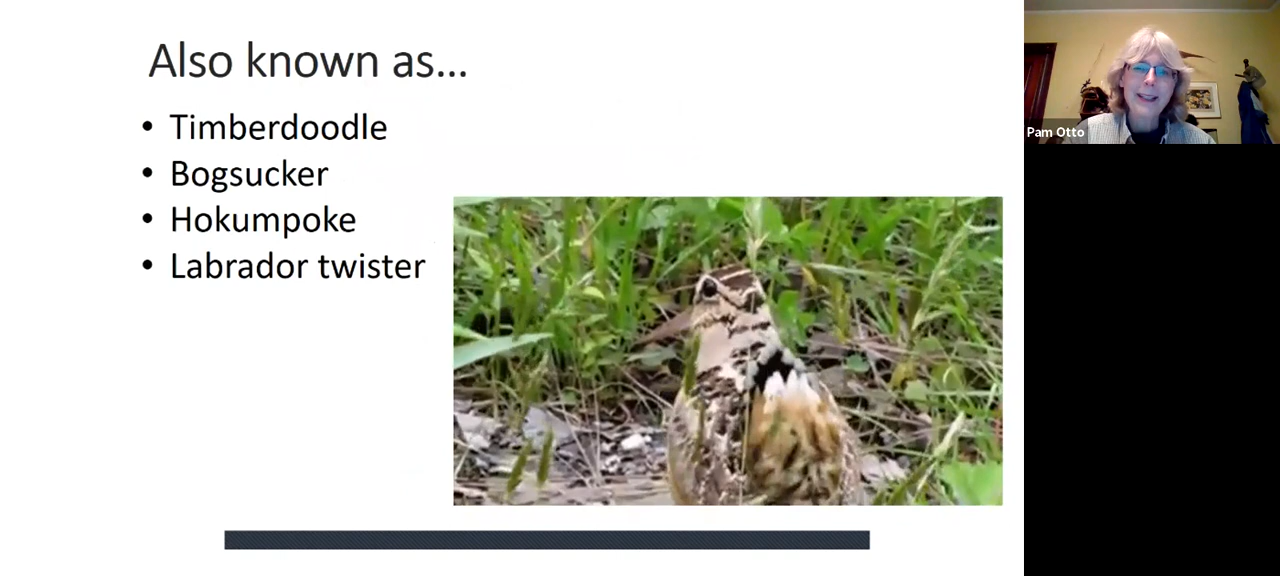 Also known as...
• Timberdoodle
• Bogsucker
• Hokumpoke
• Labrador twister
Pam Otto